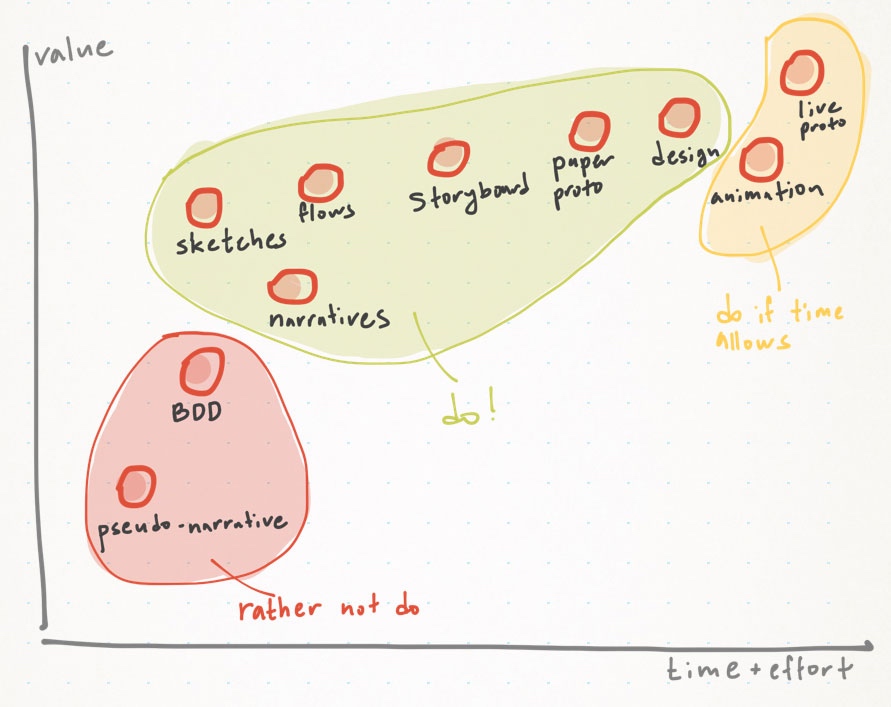 value
live
proto
paper
proto
design
storyboard
animation
flows
sketches
narratives
do if time
allows
do!
BDD
pseudo-narrative
rather not do
time + effort